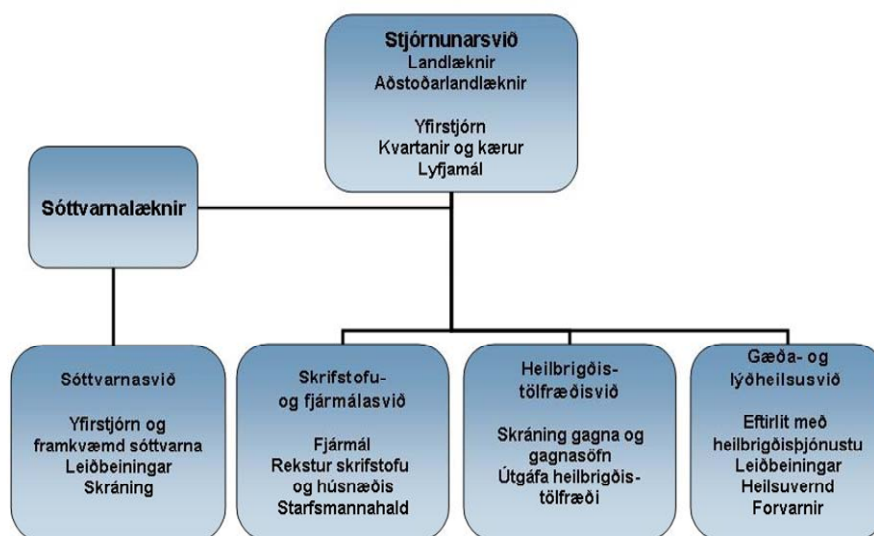 Stjórnunarsvið
Landlæknir
Aðstoðarlandlæknir
Yfirstjórn
Kvartanir og kærur
Lyfjamál
Sóttvarnalæknir
Sóttvarnasvið
Yfirstjórn og
framkvæmd sóttvarna
Leiðbeiningar
Skráning
Skrifstofu-
og fjármálasvið
Fjármál
Rekstur skrifstofu
og húsnæðis
Starfsmannahald
Heilbrigðis-
tölfræðisvið
Skráning gagna og
gagnasöfn
Útgáfa heilbrigðis-
tölfræði
Gæða- og
lýðheilsusvið
Eftirlit með
heilbrigðisþjónustu
Leiðbeiningar
Heilsuvernd
Forvarnir